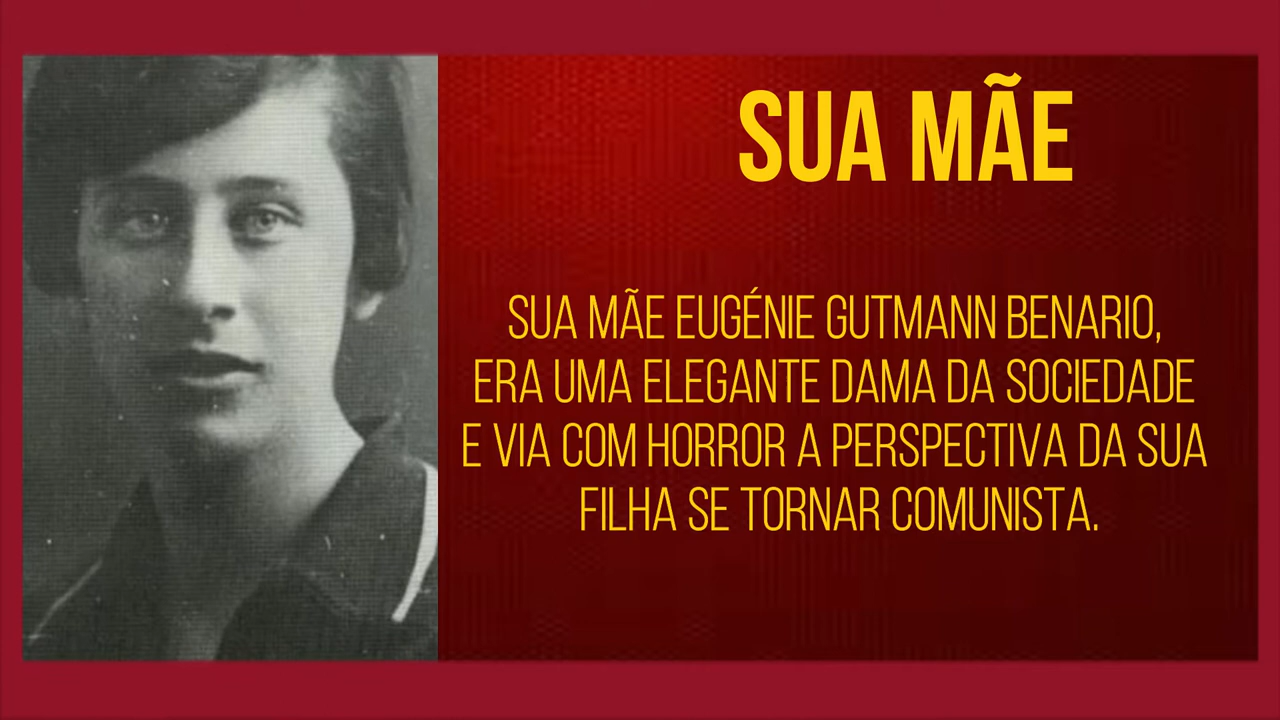 SUA MÃE
SUA MÃE EUGÉNIE GUTMANN BENARIO,
ERA UMA ELEGANTE DAMA DA SOCIEDADE
E VIA COM HORROR A PERSPECTIVA DA SUA
FILHA SE TORNAR COMUNISTA.